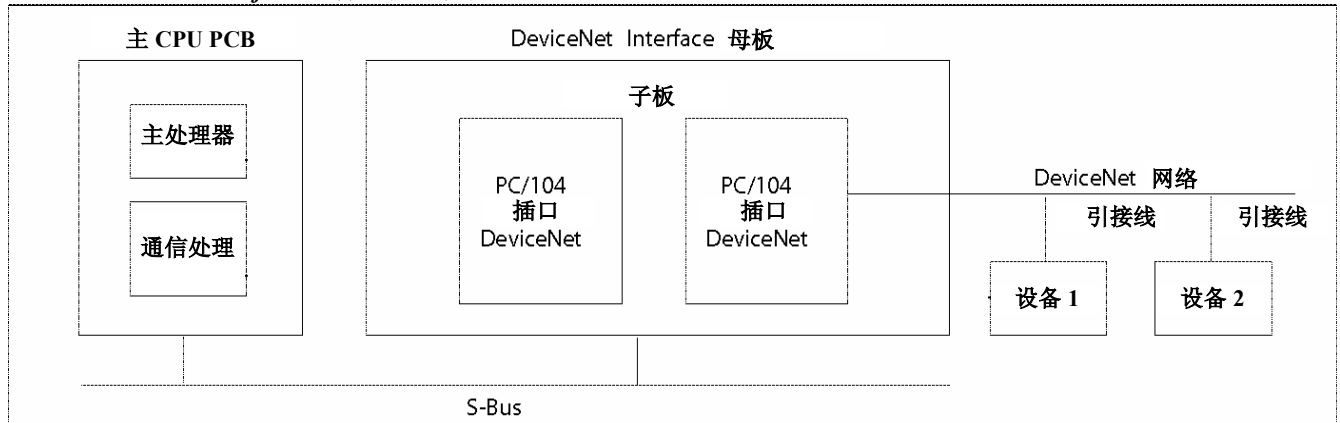 主 CPU PCB
DeviceNet Interface 母板
子板
主处理器
通信处理
PC/104
插口
DeviceNet
PC/104
插口
DeviceNet
DeviceNet 网络
引接线
引接线
设备 1
设备 2
S-Bus